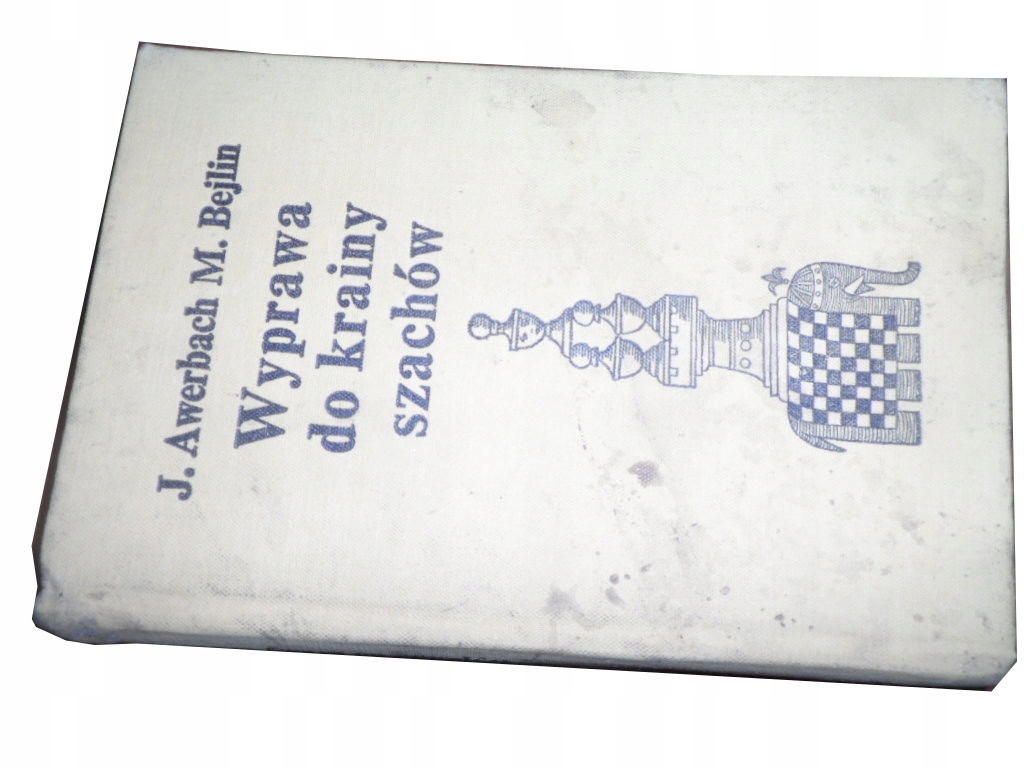 J. Awerbach M. Bejlin
Wyprawa
do krainy
szachów